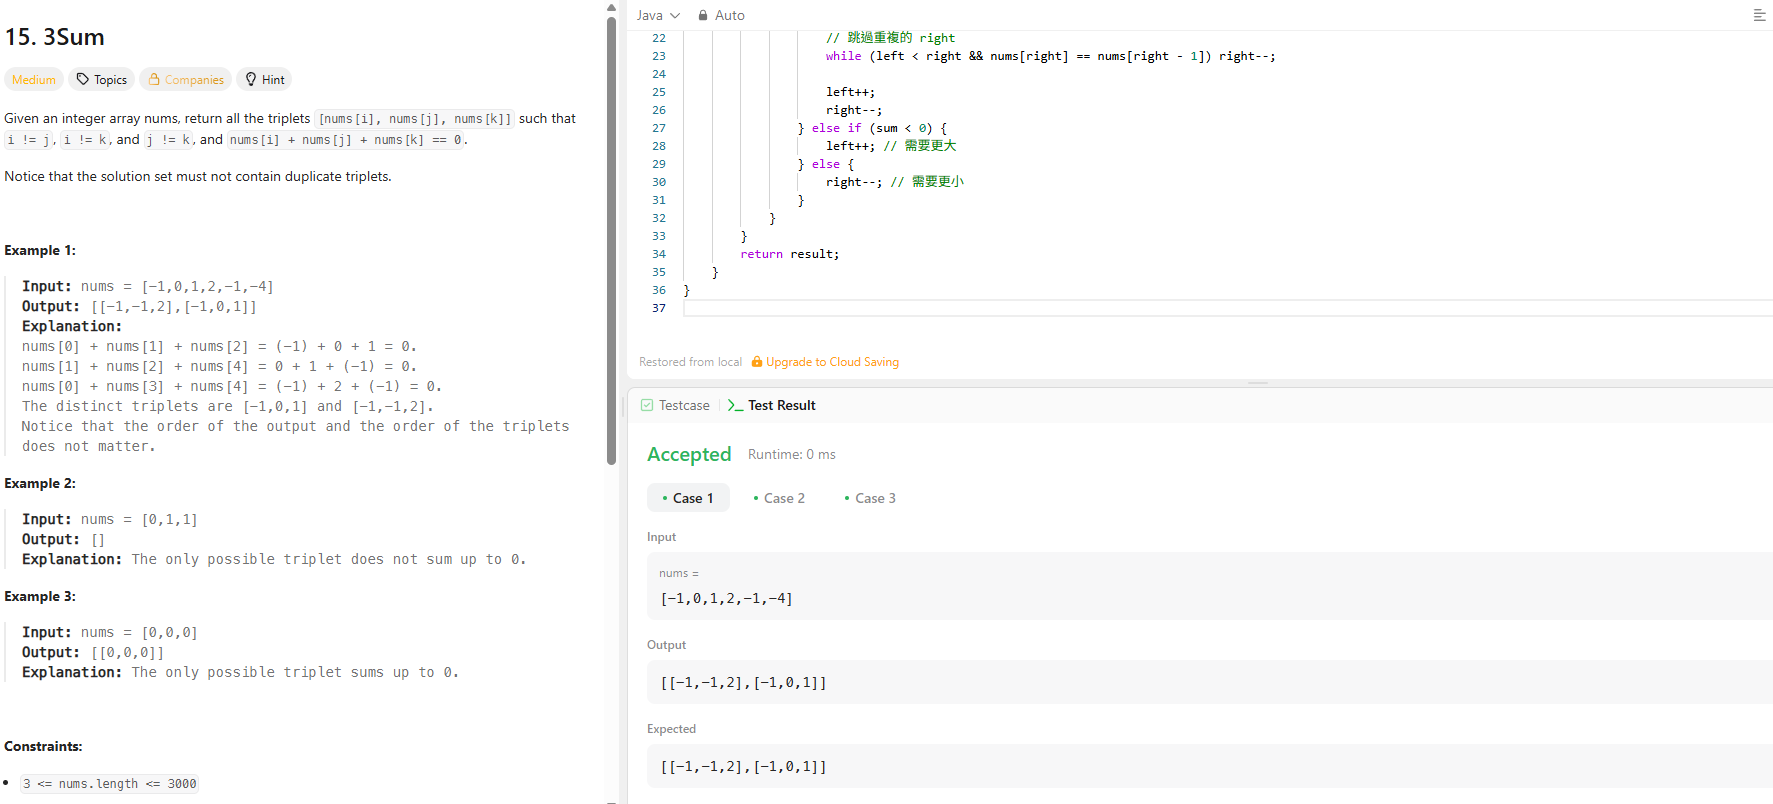 15. 3Sum
Medium Topics Companies Hint
Given an integer array nums, return all the triplets [nums[i], nums[j], nums[k]] such that
i != j, i != k, and j != k, and nums[i] + nums[j] + nums[k] == 0.
Notice that the solution set must not contain duplicate triplets.
Example 1:
Input: nums = [-1,0,1,2,-1,-4]
Output: [[-1,-1,2],[-1,0,1]]
Explanation:
nums[0] + nums[1] + nums[2] = (-1) + 0 + 1 = 0.
nums[1] + nums[2] + nums[4] = 0 + 1 + (-1) = 0.
nums[0] + nums[3] + nums[4] = (-1) + 2 + (-1) = 0.
The distinct triplets are [-1,0,1] and [-1,-1,2].
Notice that the order of the output and the order of the triplets
does not matter.
Example 2:
Input: nums = [0,1,1]
Output: []
Explanation: The only possible triplet does not sum up to 0.
Example 3:
Input: nums = [0,0,0]
Output: [[0,0,0]]
Explanation: The only possible triplet sums up to 0.
Constraints:
• 3 <= nums.length <= 3000
Java Auto
22 // 跳過重複的 right
23 while (left < right && nums[right] == nums[right - 1]) right--;
24
25 left++;
26 right--;
27 } else if (sum < 0) {
28 left++; // 需要更大
29 } else {
30 right--; // 需要更小
31 }
32 }
33 }
34 return result;
35 }
36 }
37
Restored from local Upgrade to Cloud Saving
Testcase Test Result
Accepted Runtime: 0 ms
• Case 1 • Case 2 • Case 3
Input
nums =
[-1,0,1,2,-1,-4]
Output
[[-1,-1,2],[-1,0,1]]
Expected
[[-1,-1,2],[-1,0,1]]